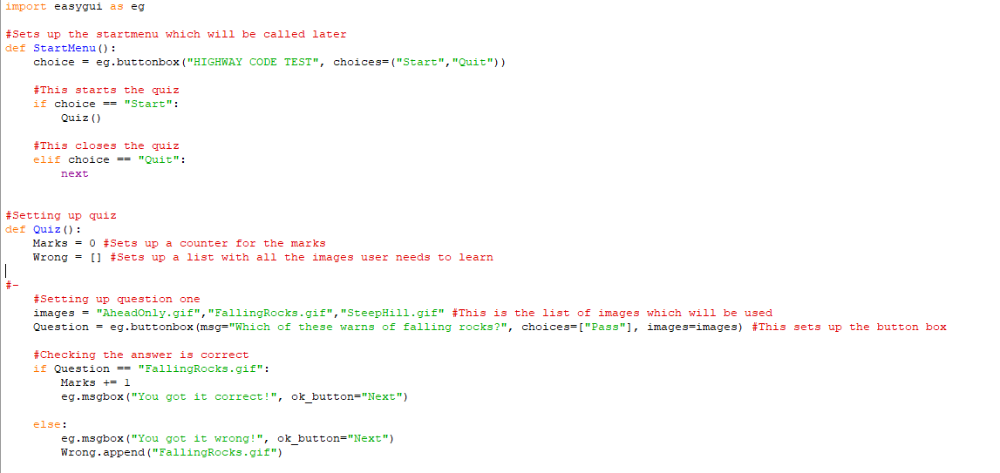 import easygui as eg
#Sets up the startmenu which will be called later
def StartMenu():
    choice = eg.buttonbox("HIGHWAY CODE TEST", choices=("Start","Quit"))
    #This starts the quiz
    if choice == "Start":
        Quiz()
    #This closes the quiz
    elif choice == "Quit":
        next
#Setting up quiz
def Quiz():
    Marks = 0 #Sets up a counter for the marks
    Wrong = [] #Sets up a list with all the images user needs to learn
#-
    #Setting up question one
    images = "AheadOnly.gif","FallingRocks.gif","SteepHill.gif" #This is the list of images which will be used
    Question = eg.buttonbox(msg="Which of these warns of falling rocks?", choices=["Pass"], images=images) #This sets up the button box
    #Checking the answer is correct
    if Question == "FallingRocks.gif":
        Marks += 1
        eg.msgbox("You got it correct!", ok_button="Next")
    else:
        eg.msgbox("You got it wrong!", ok_button="Next")
        Wrong.append("FallingRocks.gif")